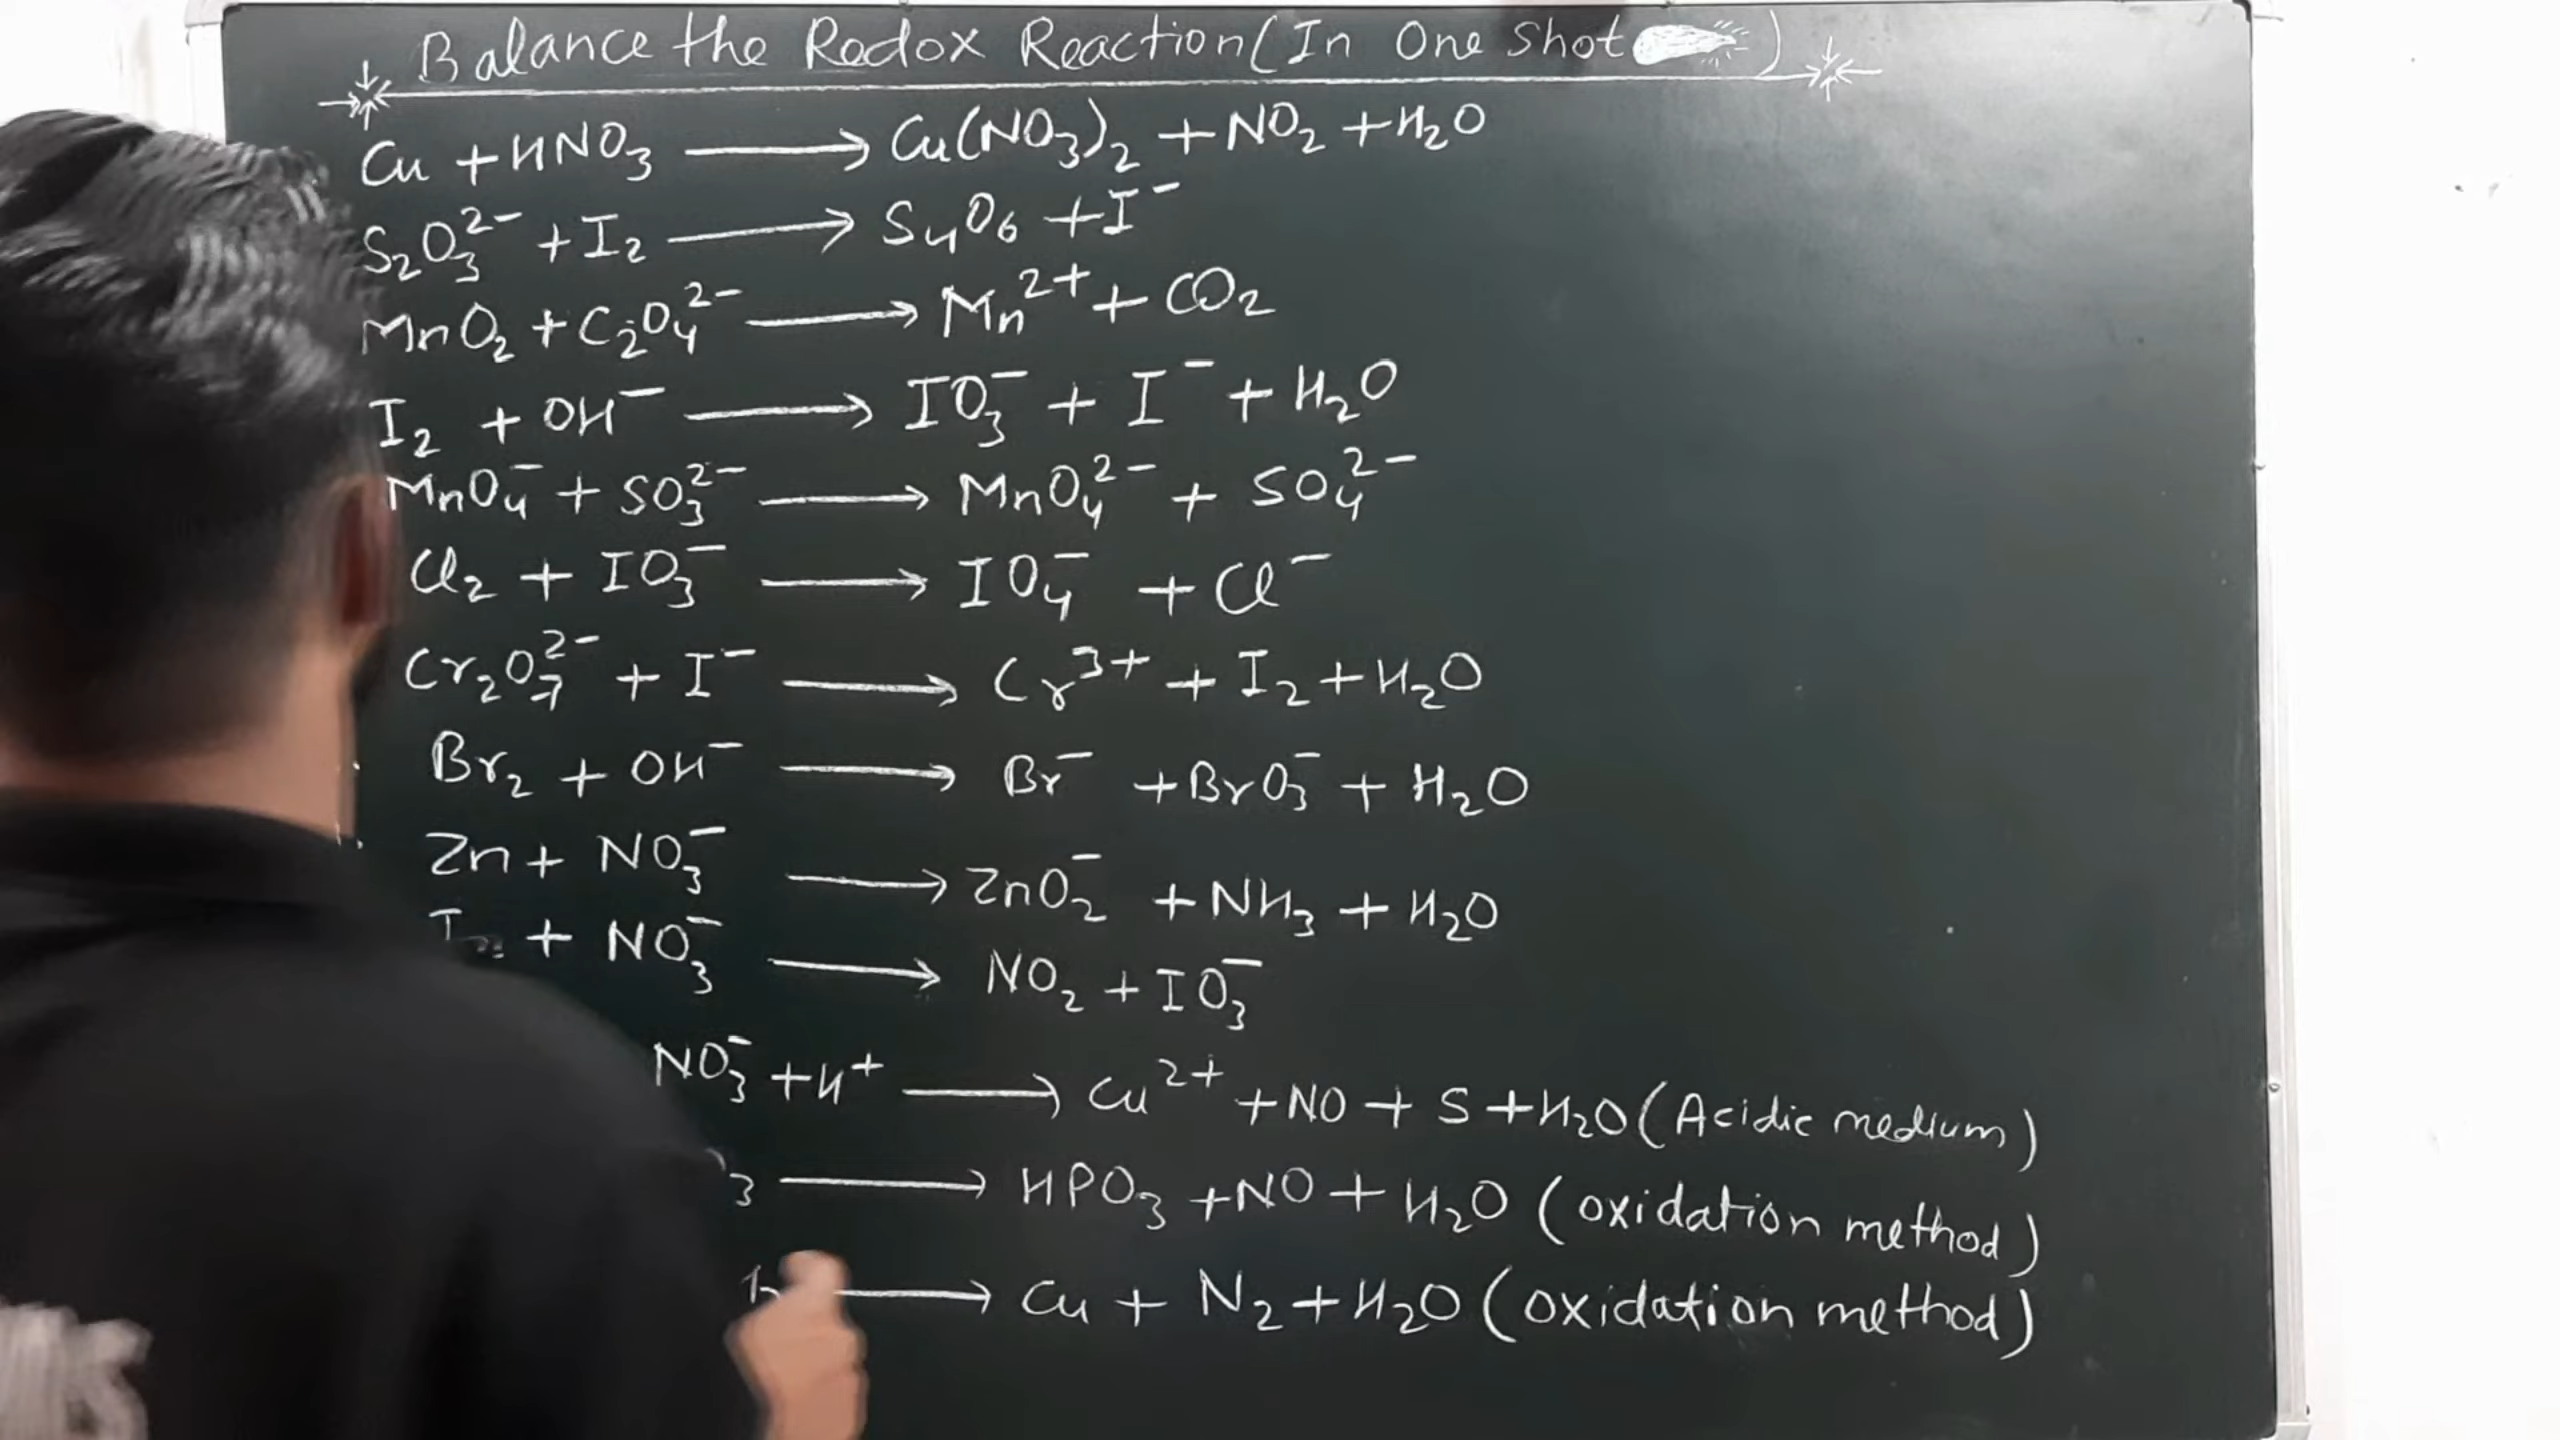 Balance the Redox Reaction (In One Shot)
Cu + HNO₃ ⟶ Cu(NO₃)₂ + NO₂ + H₂O
S₂O₃²⁻ + I₂ ⟶ S₄O₆ + I⁻
MnO₂ + C₂O₄²⁻ ⟶ Mn²⁺ + CO₂
I₂ + OH⁻ ⟶ IO₃⁻ + I⁻ + H₂O
MnO₄⁻ + SO₃²⁻ ⟶ MnO₄²⁻ + SO₄²⁻
Cl₂ + IO₃⁻ ⟶ IO₄⁻ + Cl⁻
Cr₂O₇²⁻ + I⁻ ⟶ Cr³⁺ + I₂ + H₂O
Br₂ + OH⁻ ⟶ Br⁻ + BrO₃⁻ + H₂O
Zn + NO₃⁻ ⟶ ZnO₂⁻ + NH₃ + H₂O
+ NO₃⁻ ⟶ NO₂ + IO₃⁻
NO₃⁻ + H⁺ ⟶ Cu²⁺ + NO + S + H₂O (Acidic medium)
₃ ⟶ HPO₃ + NO + H₂O (oxidation method)
⟶ Cu + N₂ + H₂O (oxidation method)